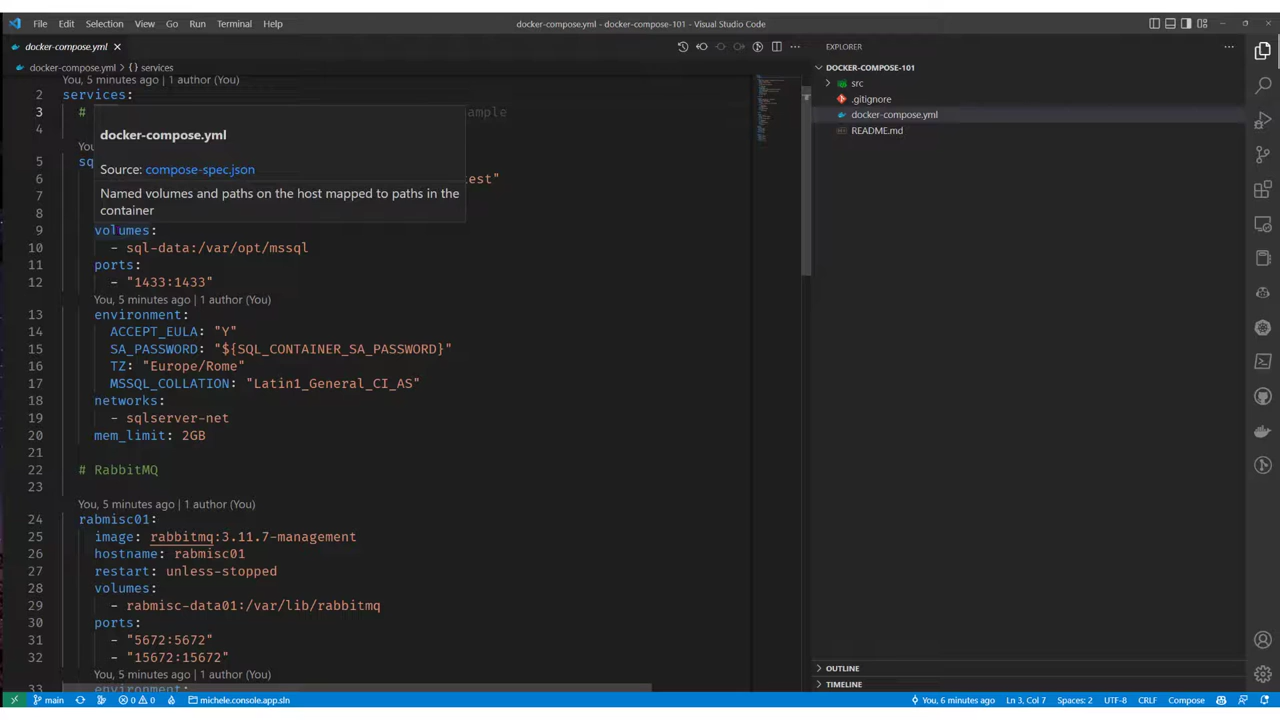 File Edit Selection View Go Run Terminal Help
docker-compose.yml - docker-compose-101 - Visual Studio Code
docker-compose.yml
docker-compose.yml > {} services
You, 5 minutes ago | 1 author (You)
2 services:
3 #
4
docker-compose.yml
Source: compose-spec.json
Named volumes and paths on the host mapped to paths in the
container
5
6
7
8
9 volumes:
10 - sql-data:/var/opt/mssql
11 ports:
12 - "1433:1433"
You, 5 minutes ago | 1 author (You)
13 environment:
14 ACCEPT_EULA: "Y"
15 SA_PASSWORD: "${SQL_CONTAINER_SA_PASSWORD}"
16 TZ: "Europe/Rome"
17 MSSQL_COLLATION: "Latin1_General_CI_AS"
18 networks:
19 - sqlserver-net
20 mem_limit: 2GB
21
22 # RabbitMQ
23
You, 5 minutes ago | 1 author (You)
24 rabmisc01:
25 image: rabbitmq:3.11.7-management
26 hostname: rabmisc01
27 restart: unless-stopped
28 volumes:
29 - rabmisc-data01:/var/lib/rabbitmq
30 ports:
31 - "5672:5672"
32 - "15672:15672"
You, 5 minutes ago | 1 author (You)
33 environment:
EXPLORER
DOCKER-COMPOSE-101
src
.gitignore
docker-compose.yml
README.md
OUTLINE
TIMELINE
main
0 0
michele.console.app.sln
You, 6 minutes ago
Ln 3, Col 7
Spaces: 2
UTF-8
CRLF
Compose